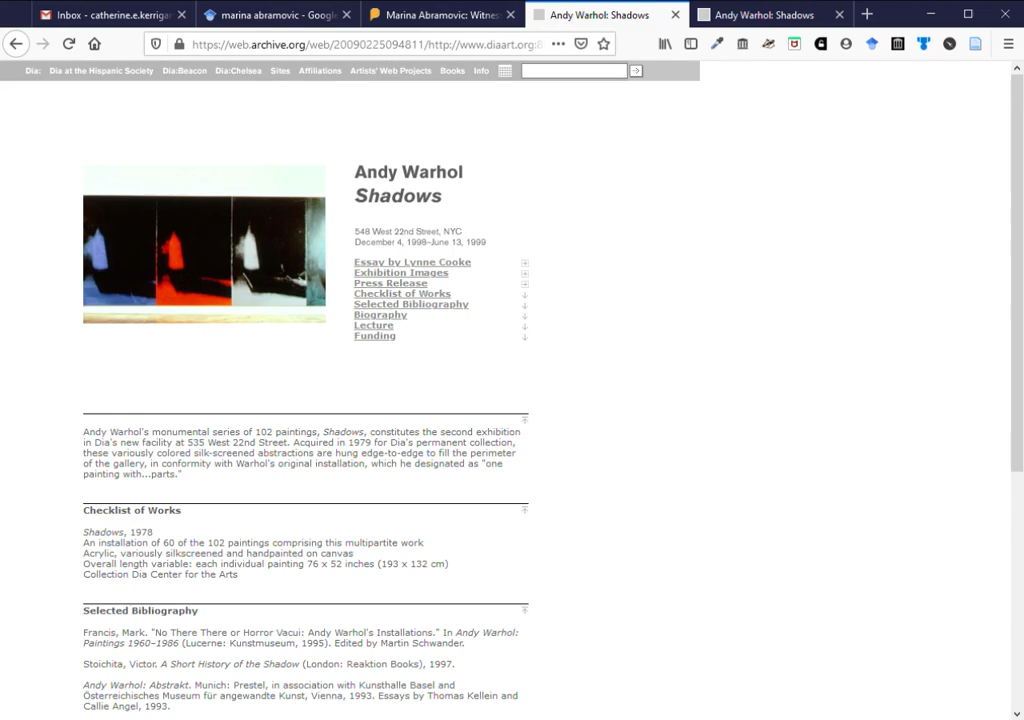 Inbox - catherine.e.kerrigan
marina abramovic - Google
Marina Abramovic: Witnes
Andy Warhol: Shadows
Andy Warhol: Shadows
https://web.archive.org/web/20090225094811/http://www.diaart.org:8
Dia: Dia at the Hispanic Society Dia:Beacon Dia:Chelsea Sites Affiliations Artists' Web Projects Books Info
Andy Warhol
Shadows
548 West 22nd Street, NYC
December 4, 1998–June 13, 1999
Essay by Lynne Cooke
Exhibition Images
Press Release
Checklist of Works
Selected Bibliography
Biography
Lecture
Funding
Andy Warhol's monumental series of 102 paintings, Shadows, constitutes the second exhibition
in Dia's new facility at 535 West 22nd Street. Acquired in 1979 for Dia's permanent collection,
these variously colored silk-screened abstractions are hung edge-to-edge to fill the perimeter
of the gallery, in conformity with Warhol's original installation, which he designated as "one
painting with...parts."
Checklist of Works
Shadows, 1978
An installation of 60 of the 102 paintings comprising this multipartite work
Acrylic, variously silkscreened and handpainted on canvas
Overall length variable: each individual painting 76 x 52 inches (193 x 132 cm)
Collection Dia Center for the Arts
Selected Bibliography
Francis, Mark. "No There There or Horror Vacui: Andy Warhol's Installations." In Andy Warhol:
Paintings 1960–1986 (Lucerne: Kunstmuseum, 1995). Edited by Martin Schwander.
Stoichita, Victor. A Short History of the Shadow (London: Reaktion Books), 1997.
Andy Warhol: Abstrakt. Munich: Prestel, in association with Kunsthalle Basel and
Österreichisches Museum für angewandte Kunst, Vienna, 1993. Essays by Thomas Kellein and
Callie Angel, 1993.